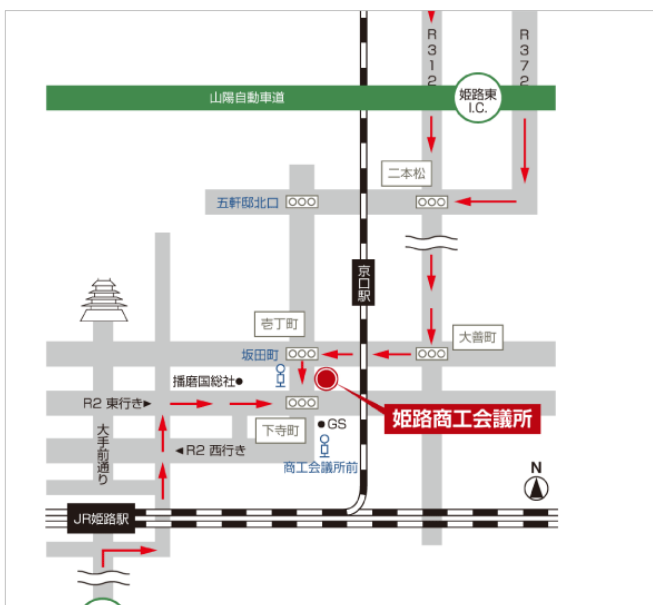 R312
R372
山陽自動車道
姫路東
I.C.
二本松
五軒邸北口
京口駅
壱丁町
大善町
坂田町
播磨国総社●
R2 東行き▶
姫路商工会議所
下寺町
●GS
大手前通り
◀R2 西行き
商工会議所前
N
JR姫路駅